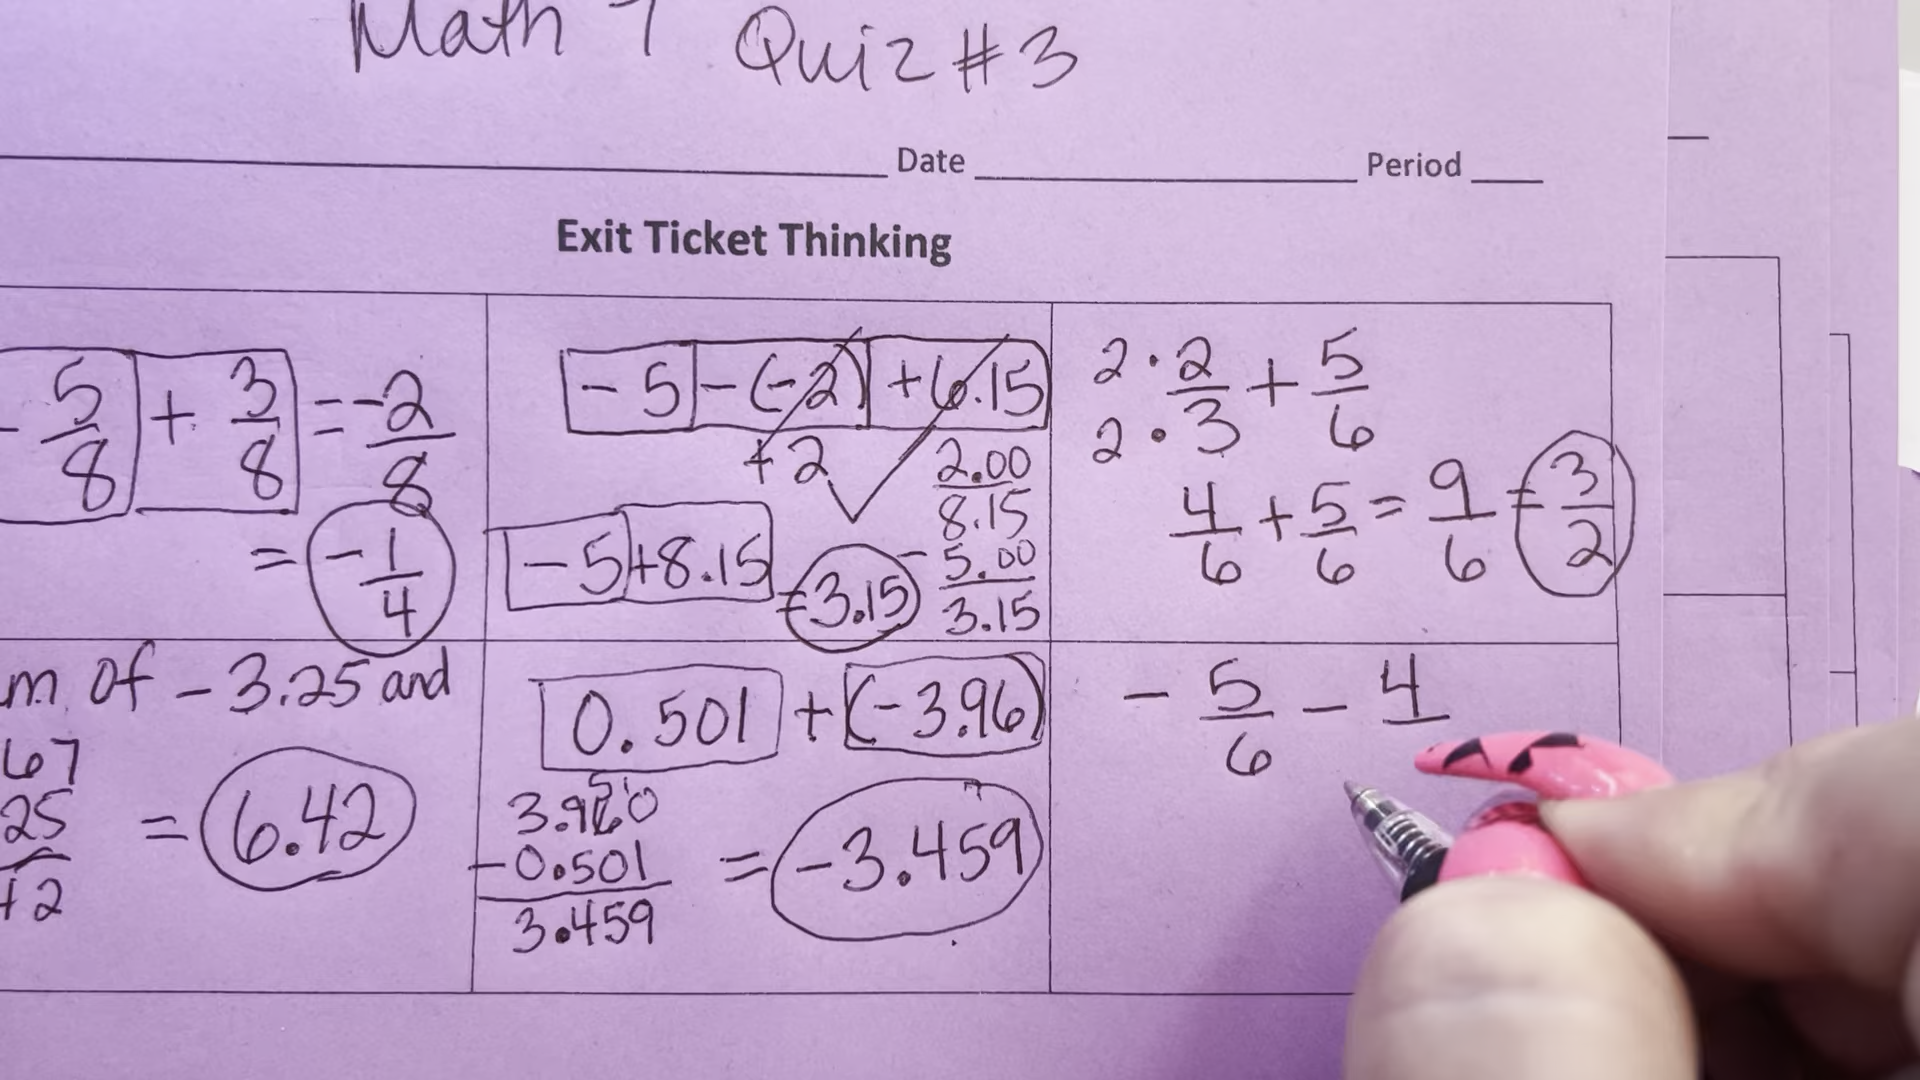 Math 7 Quiz #3
Date Period
Exit Ticket Thinking
- 5/8 + 3/8 = -2/8
= -1/4
-5 -(-2) +6.15
+2
2.00
8.15
- 5.00
3.15
-5 +8.15 = 3.15
2 · 2/2 · 3 + 5/6
4/6 + 5/6 = 9/6 = 3/2
m of -3.25 and
67
25
42
= 6.42
0.501 + (-3.96)
3.960
-0.501
3.459
= -3.459
- 5/6 - 4